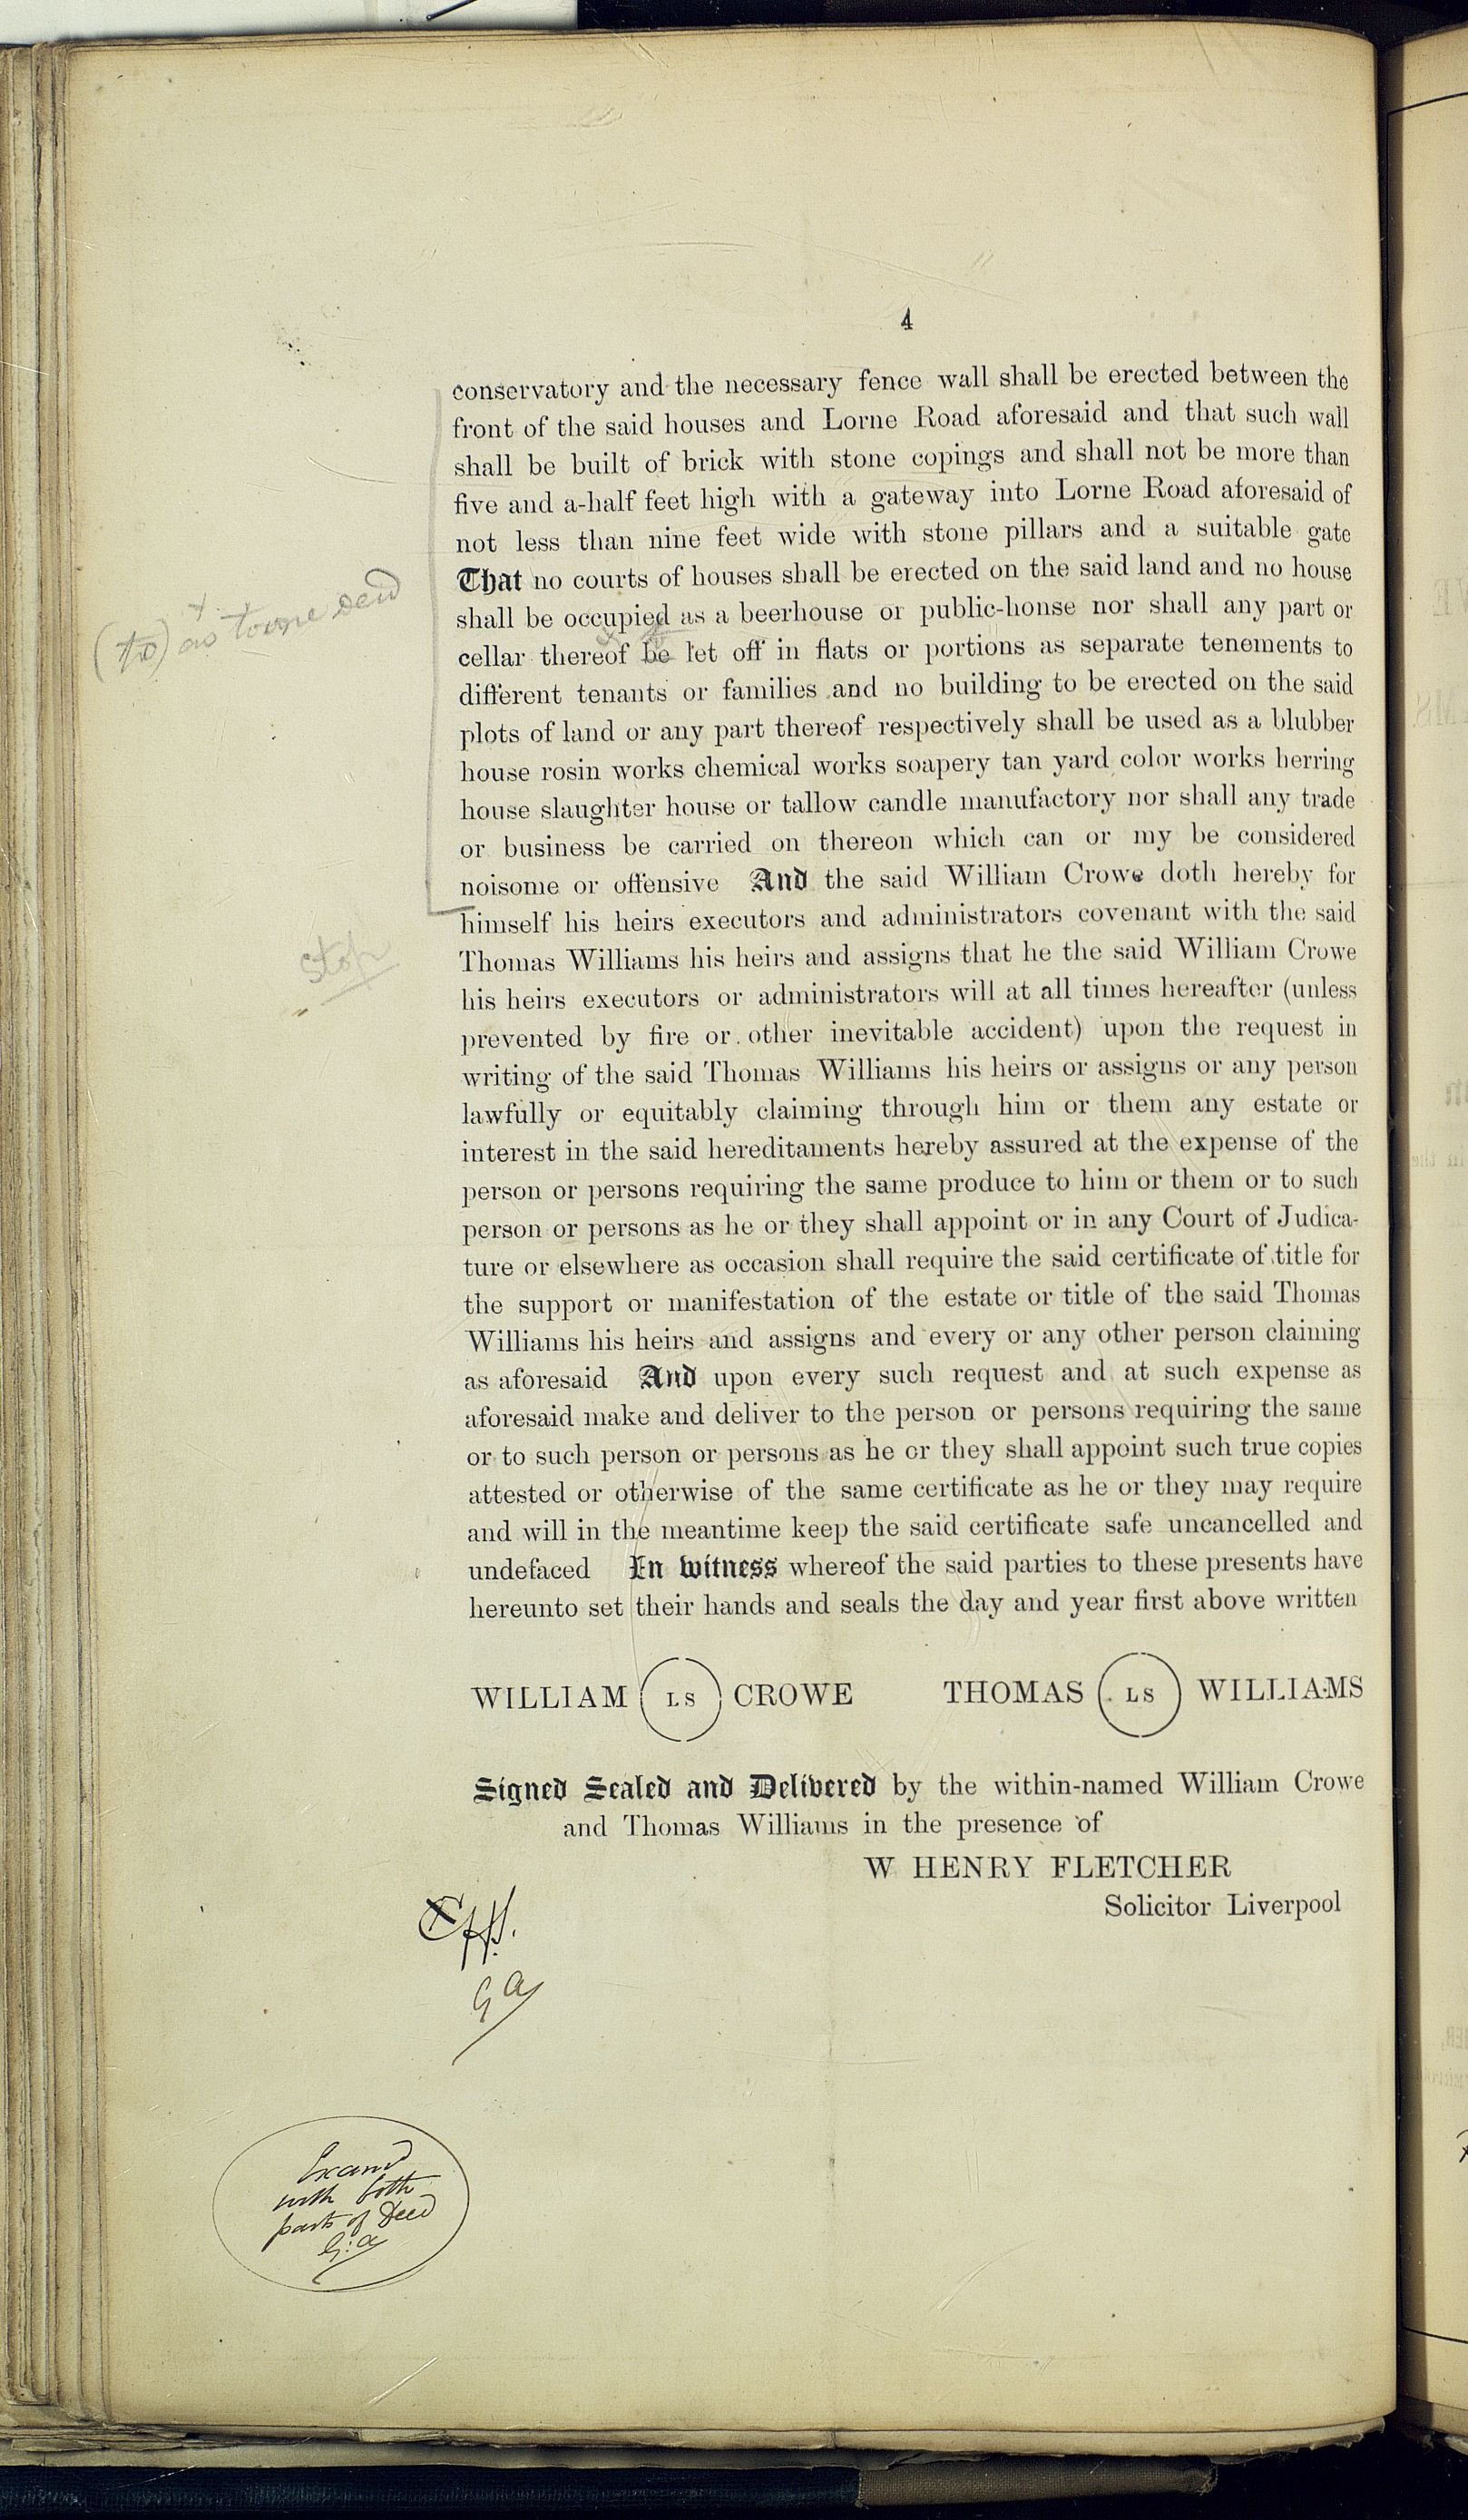 4
conservatory and the necessary fence wall shall be erected between the
front of the said houses and Lorne Road aforesaid and that such wall
shall be built of brick with stone copings and shall not be more than
five and a-half feet high with a gateway into Lorne Road aforesaid of
not less than nine feet wide with stone pillars and a suitable gate
That no courts of houses shall be erected on the said land and no house
shall be occupied as a beerhouse or public-house nor shall any part or
cellar thereof be let off in flats or portions as separate tenements to
different tenants or families and no building to be erected on the said
plots of land or any part thereof respectively shall be used as a blubber
house rosin works chemical works soapery tan yard color works herring
house slaughter house or tallow candle manufactory nor shall any trade
or business be carried on thereon which can or my be considered
noisome or offensive And the said William Crowe doth hereby for
himself his heirs executors and administrators covenant with the said
Thomas Williams his heirs and assigns that he the said William Crowe
his heirs executors or administrators will at all times hereafter (unless
prevented by fire or other inevitable accident) upon the request in
writing of the said Thomas Williams his heirs or assigns or any person
lawfully or equitably claiming through him or them any estate or
interest in the said hereditaments hereby assured at the expense of the
person or persons requiring the same produce to him or them or to such
person or persons as he or they shall appoint or in any Court of Judica-
ture or elsewhere as occasion shall require the said certificate of title for
the support or manifestation of the estate or title of the said Thomas
Williams his heirs and assigns and every or any other person claiming
as aforesaid And upon every such request and at such expense as
aforesaid make and deliver to the person or persons requiring the same
or to such person or persons as he or they shall appoint such true copies
attested or otherwise of the same certificate as he or they may require
and will in the meantime keep the said certificate safe uncancelled and
undefaced In witness whereof the said parties to these presents have
hereunto set their hands and seals the day and year first above written
WILLIAM LS CROWE THOMAS LS WILLIAMS
Signed Sealed and Delivered by the within-named William Crowe
and Thomas Williams in the presence of
W HENRY FLETCHER
Solicitor Liverpool
(to) as
stop
G a
Examd
with both
parts of Deed
G: a